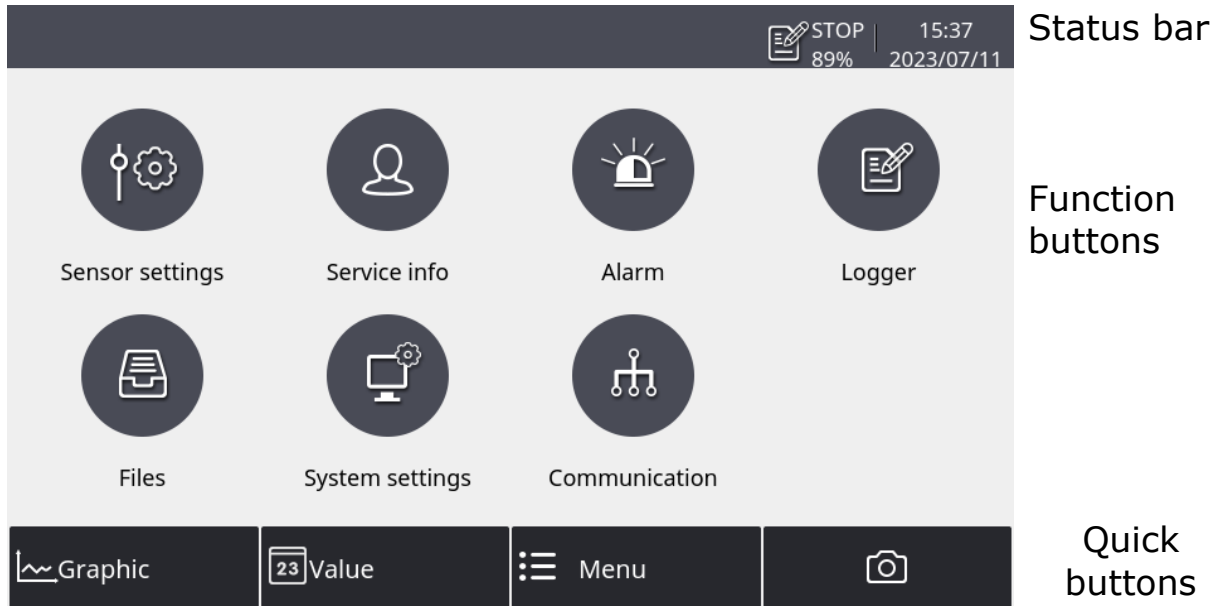 STOP 15:37
89% 2023/07/11
Status bar
Function
buttons
Sensor settings Service info Alarm Logger
Files System settings Communication
Graphic 23 Value Menu
Quick
buttons